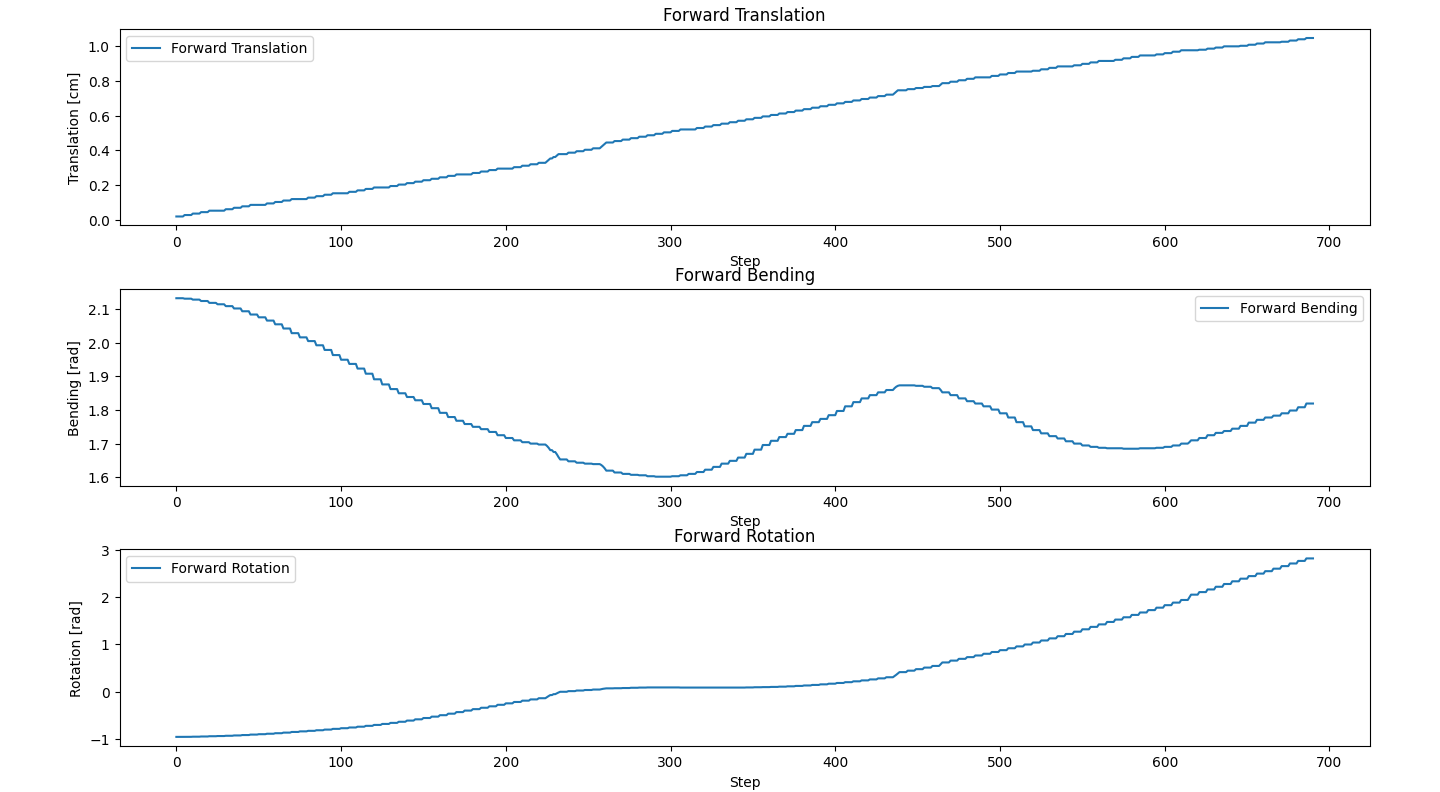 Forward Translation
Forward Translation
Translation [cm]
1.0
0.8
0.6
0.4
0.2
0.0
0 100 200 300 400 500 600 700
Step
Forward Bending
Forward Bending
Bending [rad]
2.1
2.0
1.9
1.8
1.7
1.6
0 100 200 300 400 500 600 700
Step
Forward Rotation
Forward Rotation
Rotation [rad]
3
2
1
0
−1
0 100 200 300 400 500 600 700
Step